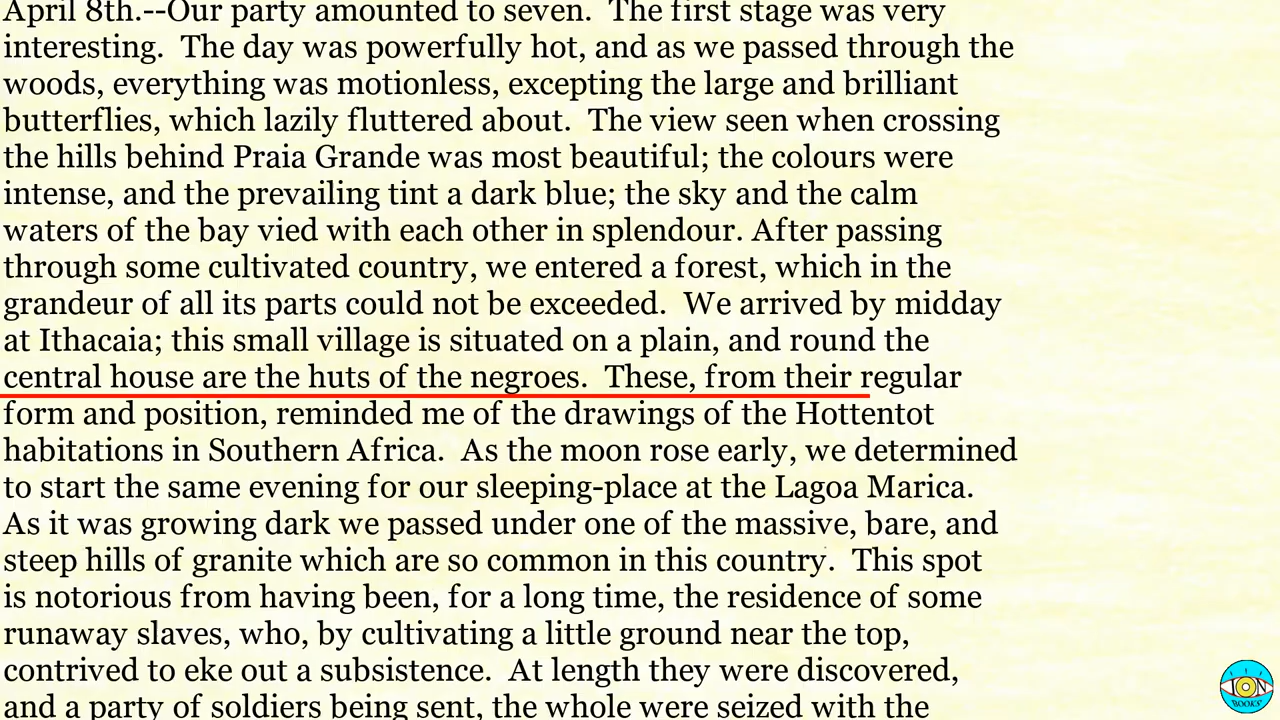 April 8th.--Our party amounted to seven.  The first stage was very
interesting.  The day was powerfully hot, and as we passed through the
woods, everything was motionless, excepting the large and brilliant
butterflies, which lazily fluttered about.  The view seen when crossing
the hills behind Praia Grande was most beautiful; the colours were
intense, and the prevailing tint a dark blue; the sky and the calm
waters of the bay vied with each other in splendour. After passing
through some cultivated country, we entered a forest, which in the
grandeur of all its parts could not be exceeded.  We arrived by midday
at Ithacaia; this small village is situated on a plain, and round the
central house are the huts of the negroes.  These, from their regular
form and position, reminded me of the drawings of the Hottentot
habitations in Southern Africa.  As the moon rose early, we determined
to start the same evening for our sleeping-place at the Lagoa Marica.
As it was growing dark we passed under one of the massive, bare, and
steep hills of granite which are so common in this country.  This spot
is notorious from having been, for a long time, the residence of some
runaway slaves, who, by cultivating a little ground near the top,
contrived to eke out a subsistence.  At length they were discovered,
and a party of soldiers being sent, the whole were seized with the
ION
BOOKS